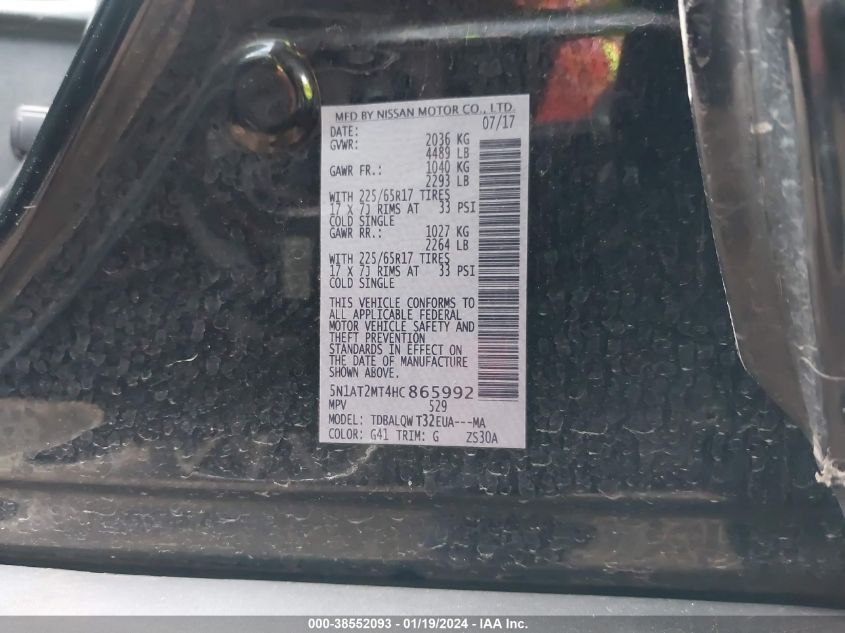 MFD BY NISSAN MOTOR CO., LTD.
DATE: 07/17
GVWR: 2036 KG
4489 LB
GAWR FR.: 1040 KG
2293 LB
WITH 225/65R17 TIRES
17 X 7J RIMS AT 33 PSI
COLD SINGLE
GAWR RR.: 1027 KG
2264 LB
WITH 225/65R17 TIRES
17 X 7J RIMS AT 33 PSI
COLD SINGLE
THIS VEHICLE CONFORMS TO
ALL APPLICABLE FEDERAL
MOTOR VEHICLE SAFETY AND
THEFT PREVENTION
STANDARDS IN EFFECT ON
THE DATE OF MANUFACTURE
SHOWN ABOVE.
5N1AT2MT4HC865992
MPV 529
MODEL: TDBALQW T32EUA---MA
COLOR: G41 TRIM: G ZS30A
000-38552093 - 01/19/2024 - IAA Inc.